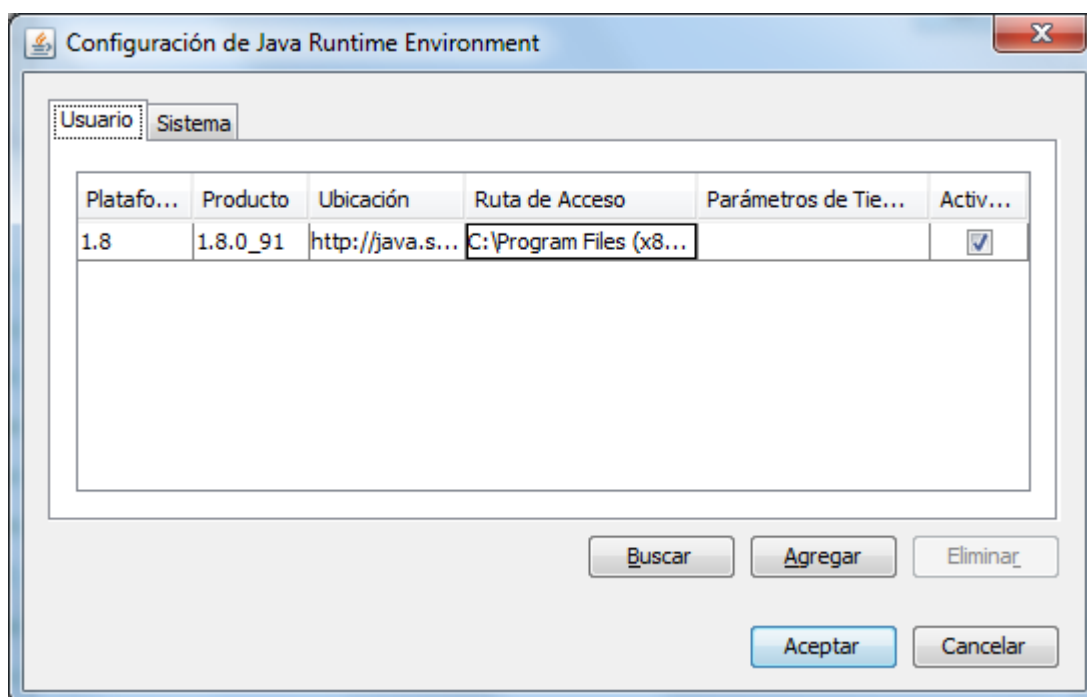 Configuración de Java Runtime Environment
Usuario Sistema
Platafo... Producto Ubicación Ruta de Acceso Parámetros de Tie... Activ...
1.8 1.8.0_91 http://java.s... C:\Program Files (x8...
Buscar Agregar Eliminar
Aceptar Cancelar